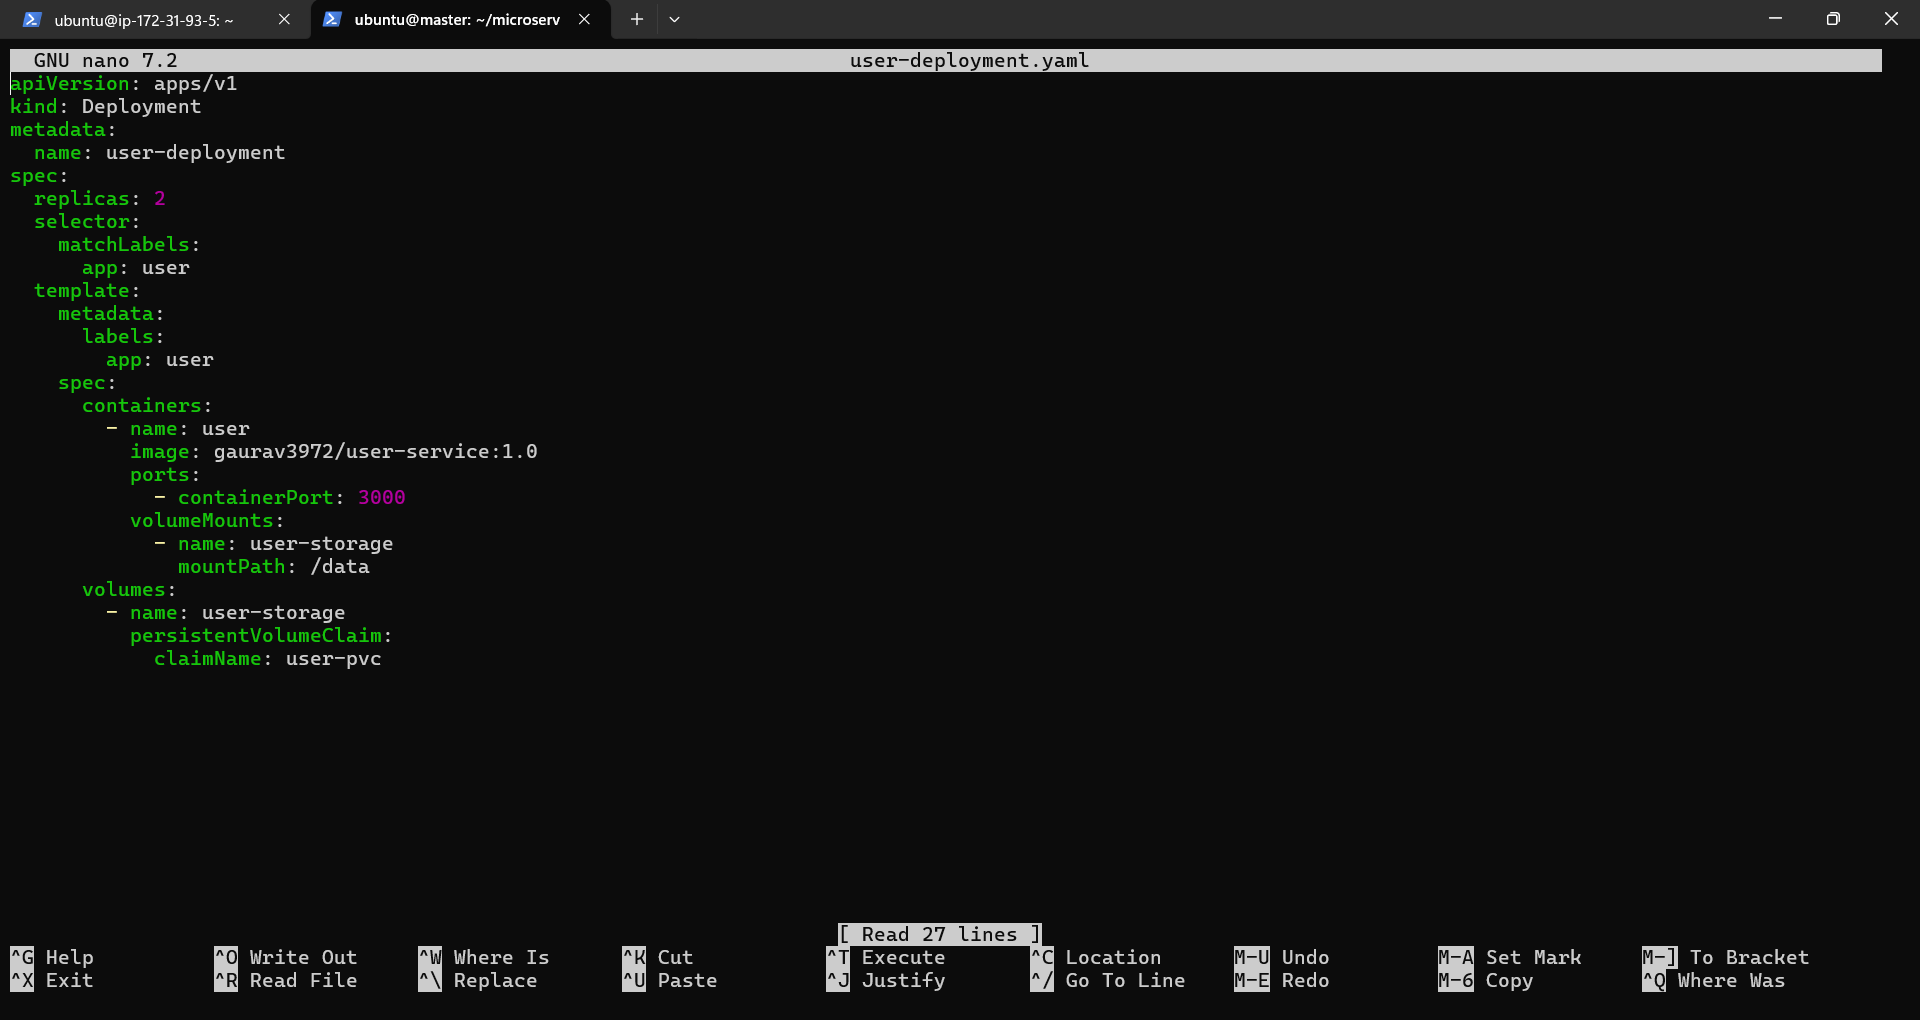 ubuntu@ip-172-31-93-5: ~
ubuntu@master: ~/microserv
GNU nano 7.2 user-deployment.yaml
apiVersion: apps/v1
kind: Deployment
metadata:
  name: user-deployment
spec:
  replicas: 2
  selector:
    matchLabels:
      app: user
  template:
    metadata:
      labels:
        app: user
    spec:
      containers:
        - name: user
          image: gaurav3972/user-service:1.0
          ports:
            - containerPort: 3000
          volumeMounts:
            - name: user-storage
              mountPath: /data
      volumes:
        - name: user-storage
          persistentVolumeClaim:
            claimName: user-pvc
[ Read 27 lines ]
^G Help ^O Write Out ^W Where Is ^K Cut ^T Execute ^C Location M-U Undo M-A Set Mark M-] To Bracket
^X Exit ^R Read File ^\ Replace ^U Paste ^J Justify ^/ Go To Line M-E Redo M-6 Copy ^Q Where Was